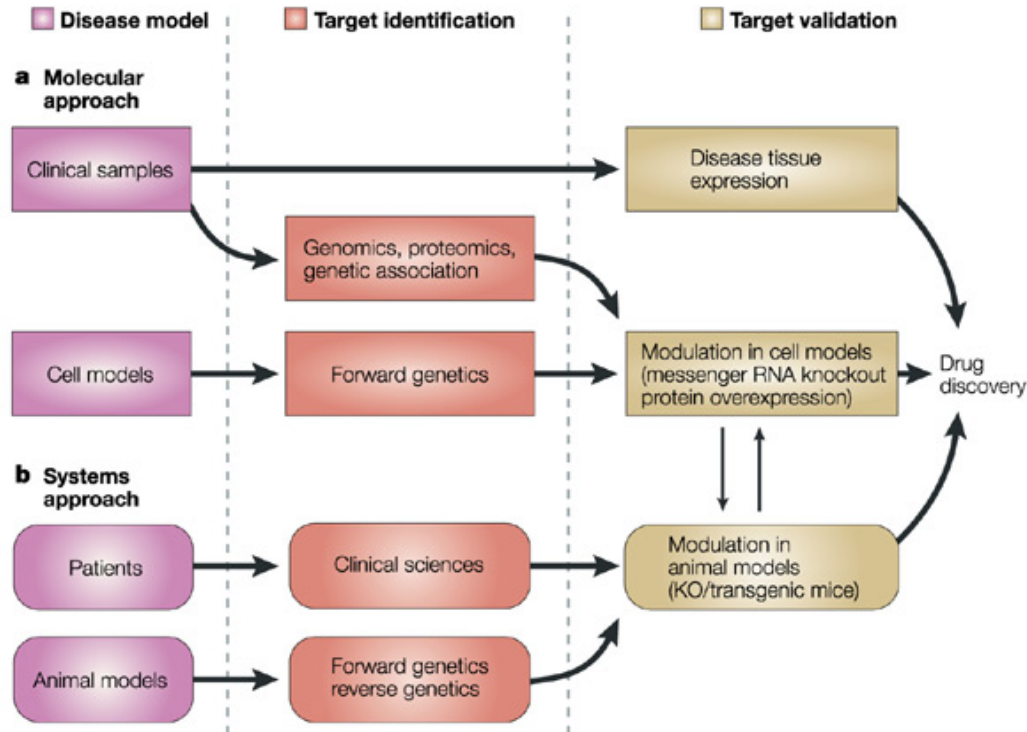 Disease model
Target identification
Target validation
a Molecular
approach
Clinical samples
Disease tissue
expression
Genomics, proteomics,
genetic association
Cell models
Forward genetics
Modulation in cell models
(messenger RNA knockout
protein overexpression)
Drug
discovery
b Systems
approach
Patients
Clinical sciences
Modulation in
animal models
(KO/transgenic mice)
Animal models
Forward genetics
reverse genetics